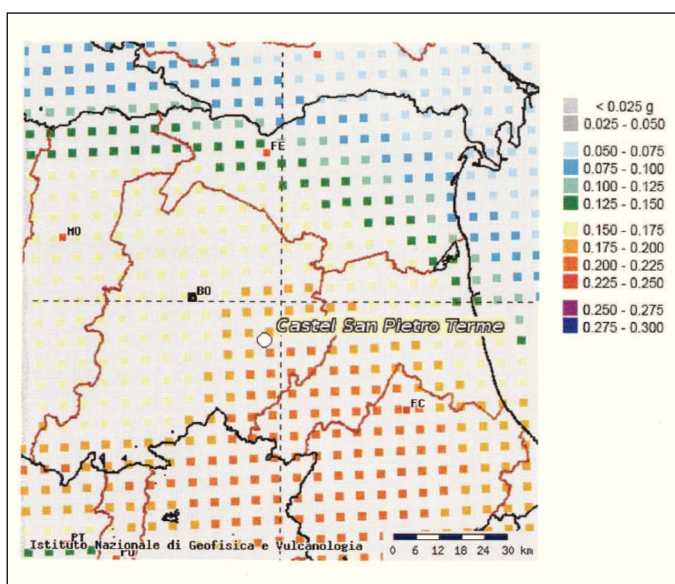 FE
MO
BO
Castel San Pietro Terme
FC
PT
FU
Istituto Nazionale di Geofisica e Vulcanologia
0 6 12 18 24 30 km
< 0.025 g
0.025 - 0.050
0.050 - 0.075
0.075 - 0.100
0.100 - 0.125
0.125 - 0.150
0.150 - 0.175
0.175 - 0.200
0.200 - 0.225
0.225 - 0.250
0.250 - 0.275
0.275 - 0.300